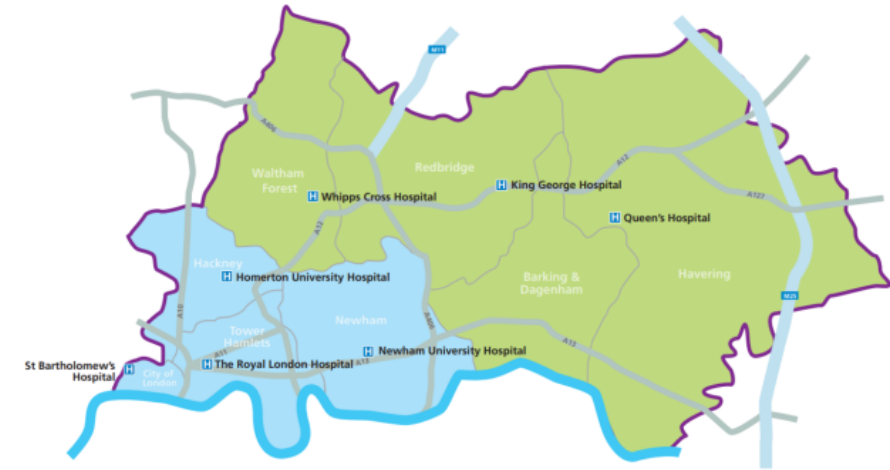 M11
A406
Waltham
Forest
Redbridge
A12
H King George Hospital
H Whipps Cross Hospital
A127
H Queen's Hospital
A12
Hackney
H Homerton University Hospital
Barking &
Dagenham
Havering
M25
A10
Newham
A406
Tower
Hamlets
A13
A11
H Newham University Hospital
St Bartholomew's
Hospital
H
H The Royal London Hospital
A13
City of
London